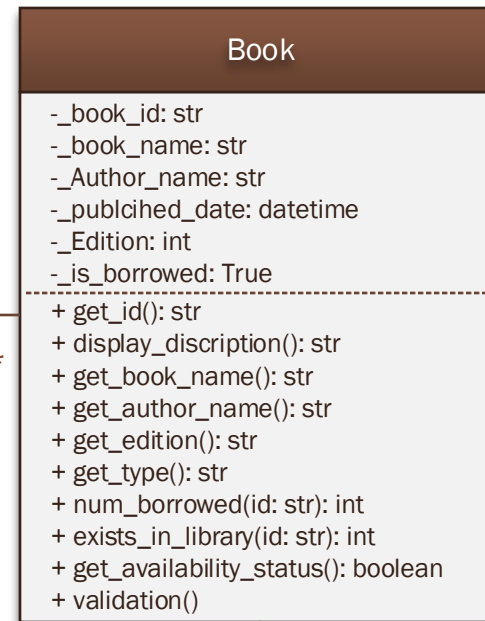 Book
-_book_id: str
-_book_name: str
-_Author_name: str
-_publcihed_date: datetime
-_Edition: int
-_is_borrowed: True
+ get_id(): str
+ display_discription(): str
+ get_book_name(): str
+ get_author_name(): str
+ get_edition(): str
+ get_type(): str
+ num_borrowed(id: str): int
+ exists_in_library(id: str): int
+ get_availability_status(): boolean
+ validation()